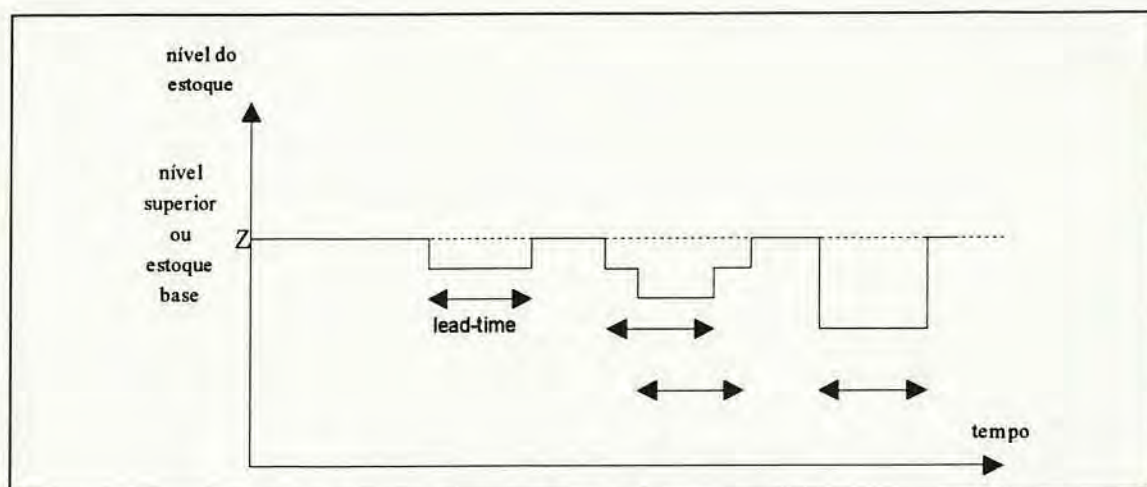 nível do
estoque
nível
superior
ou
Z
estoque
base
lead-time
tempo